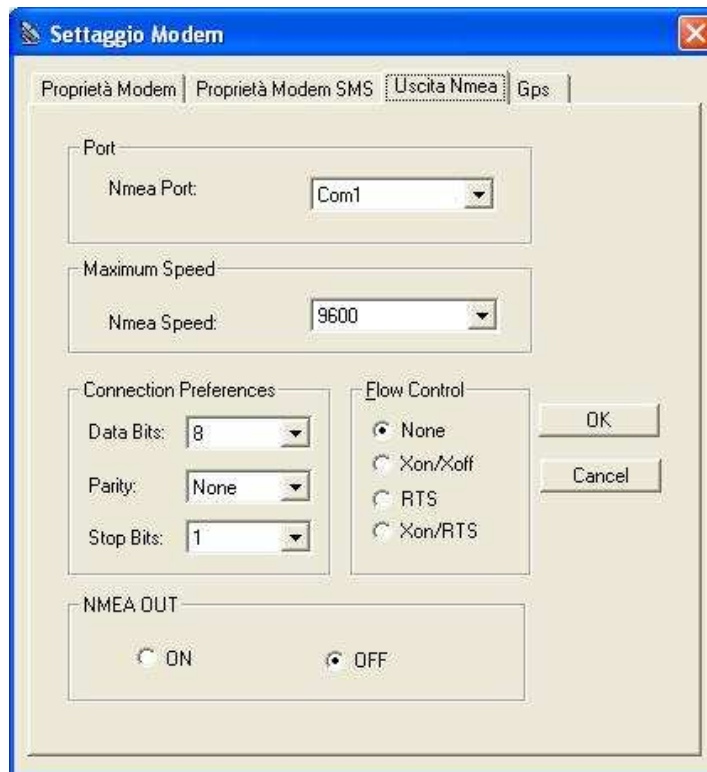 Settaggio Modem
Proprietà Modem
Proprietà Modem SMS
Uscita Nmea
Gps
Port
Nmea Port:
Com1
Maximum Speed
Nmea Speed:
9600
Connection Preferences
Data Bits:
8
Parity:
None
Stop Bits:
1
Flow Control
None
Xon/Xoff
RTS
Xon/RTS
OK
Cancel
NMEA OUT
ON
OFF